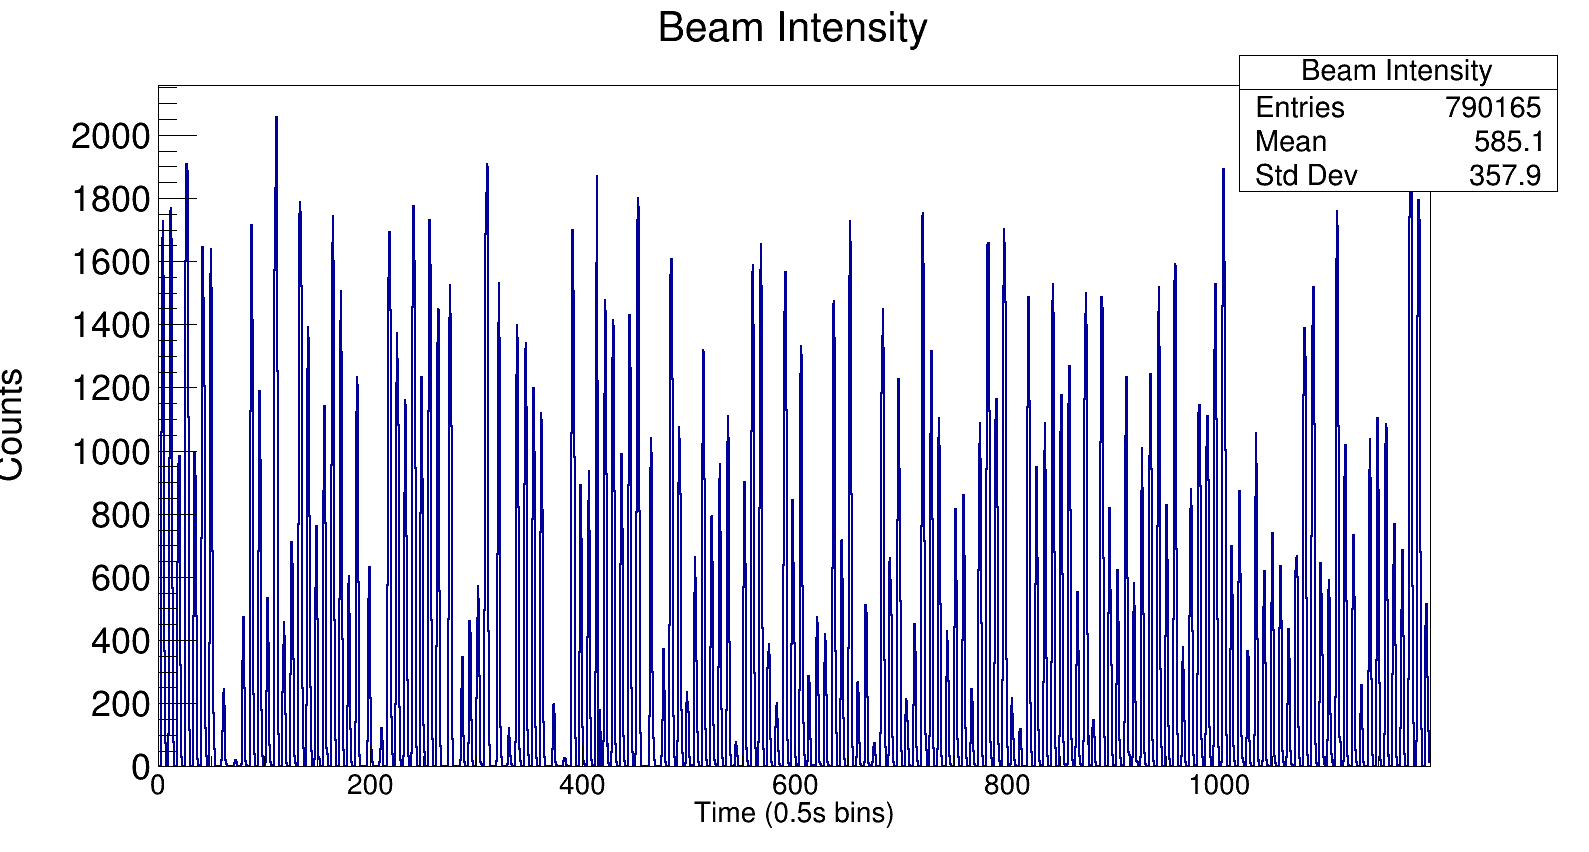 Beam Intensity
Beam Intensity
Entries 790165
Mean 585.1
Std Dev 357.9
2000
1800
1600
1400
1200
1000
800
600
400
200
0
Counts
0 200 400 600 800 1000
Time (0.5s bins)